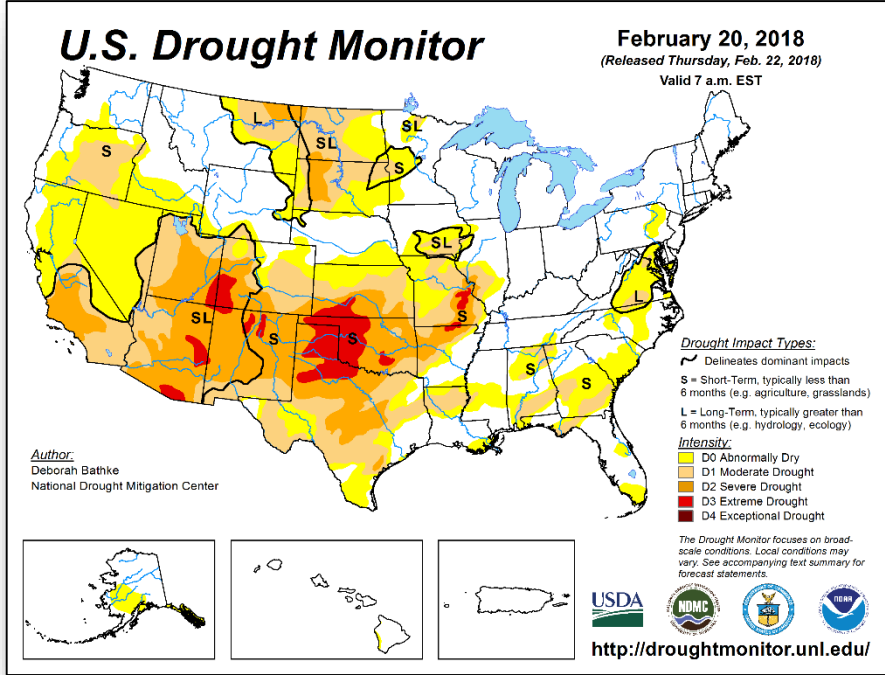 U.S. Drought Monitor
February 20, 2018
(Released Thursday, Feb. 22, 2018)
Valid 7 a.m. EST
L
SL
SL
S
S
SL
L
SL
S
S
S
S
S
Drought Impact Types:
Delineates dominant impacts
S = Short-Term, typically less than
6 months (e.g. agriculture, grasslands)
L = Long-Term, typically greater than
6 months (e.g. hydrology, ecology)
Intensity:
D0 Abnormally Dry
D1 Moderate Drought
D2 Severe Drought
D3 Extreme Drought
D4 Exceptional Drought
Author:
Deborah Bathke
National Drought Mitigation Center
The Drought Monitor focuses on broad-
scale conditions. Local conditions may
vary. See accompanying text summary for
forecast statements.
USDA
NDMC
NOAA
http://droughtmonitor.unl.edu/